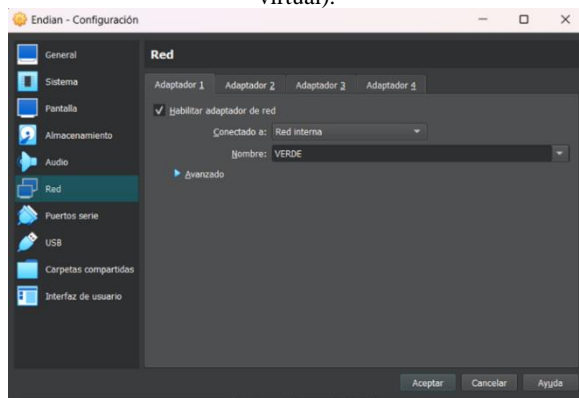 virtual).
Endian - Configuración
General
Sistema
Pantalla
Almacenamiento
Audio
Red
Puertos serie
USB
Carpetas compartidas
Interfaz de usuario
Red
Adaptador 1 Adaptador 2 Adaptador 3 Adaptador 4
Habilitar adaptador de red
Conectado a: Red interna
Nombre: VERDE
Avanzado
Aceptar Cancelar Ayuda